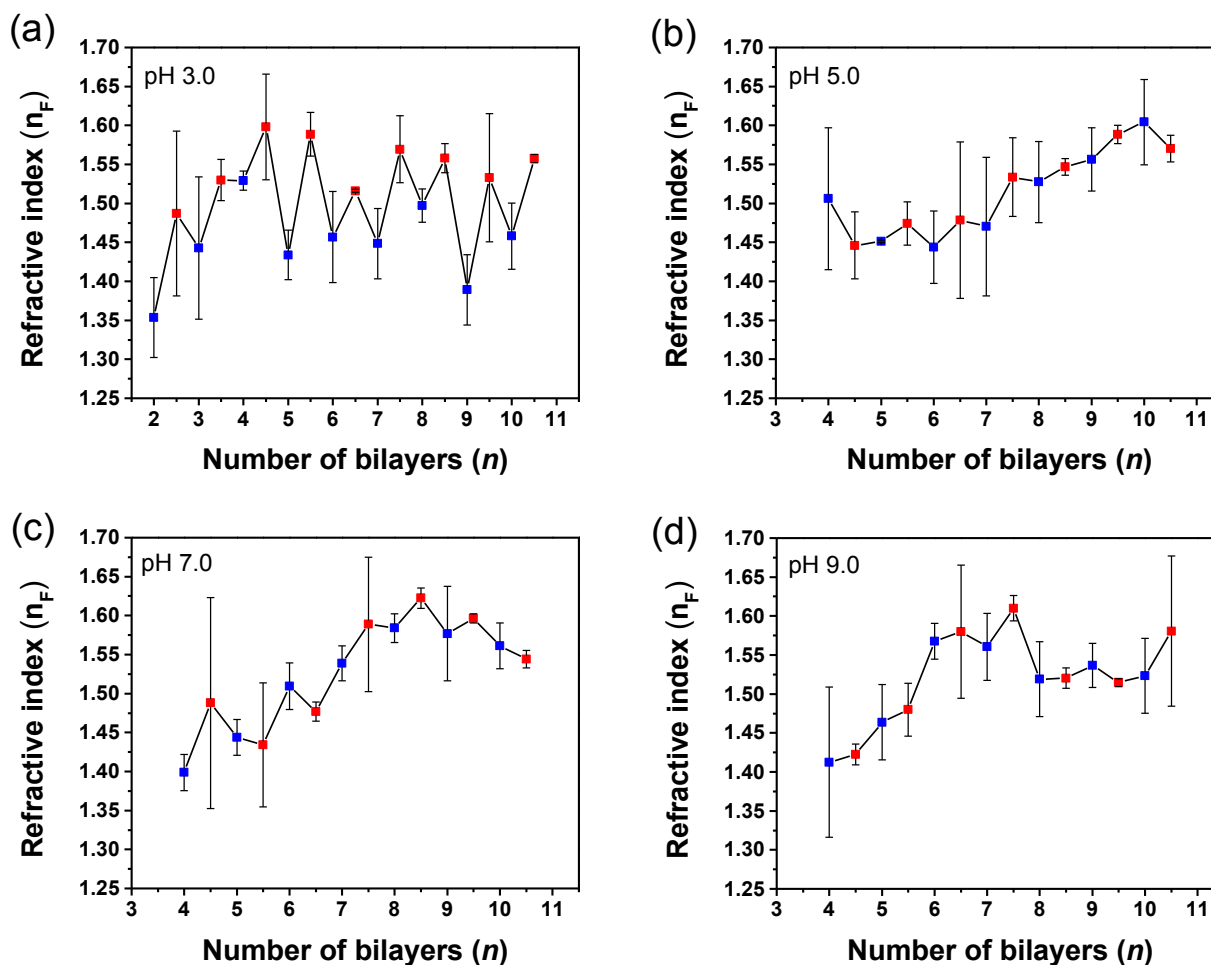 (a)
pH 3.0
Refractive index (n_F)
1.70
1.65
1.60
1.55
1.50
1.45
1.40
1.35
1.30
1.25
2 3 4 5 6 7 8 9 10 11
Number of bilayers (n)
(b)
pH 5.0
Refractive index (n_F)
1.70
1.65
1.60
1.55
1.50
1.45
1.40
1.35
1.30
1.25
3 4 5 6 7 8 9 10 11
Number of bilayers (n)
(c)
pH 7.0
Refractive index (n_F)
1.70
1.65
1.60
1.55
1.50
1.45
1.40
1.35
1.30
1.25
3 4 5 6 7 8 9 10 11
Number of bilayers (n)
(d)
pH 9.0
Refractive index (n_F)
1.70
1.65
1.60
1.55
1.50
1.45
1.40
1.35
1.30
1.25
3 4 5 6 7 8 9 10 11
Number of bilayers (n)